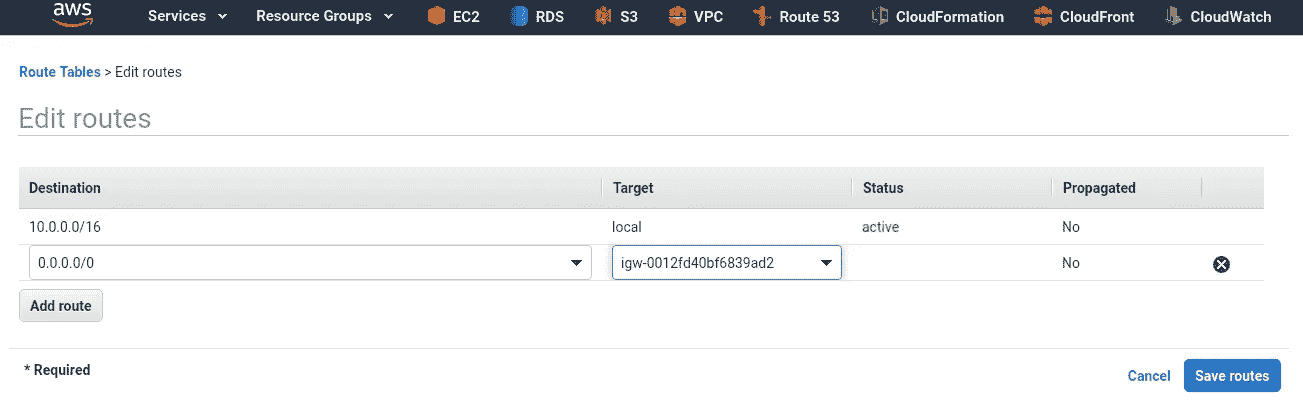 aws Services Resource Groups EC2 RDS S3 VPC Route 53 CloudFormation CloudFront CloudWatch
Route Tables > Edit routes
Edit routes
Destination Target Status Propagated
10.0.0.0/16 local active No
0.0.0.0/0 igw-0012fd40bf6839ad2 No
Add route
* Required
Cancel Save routes